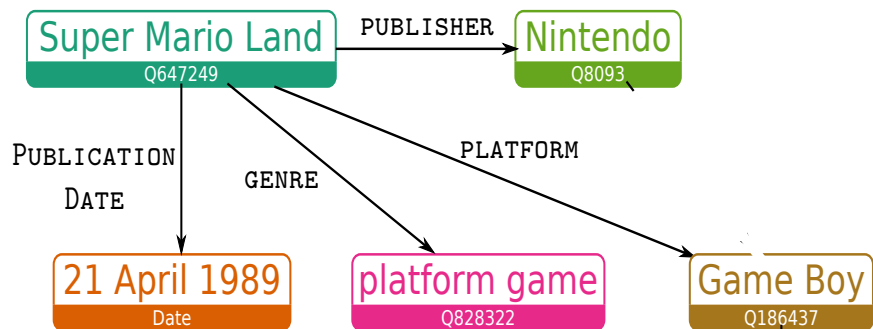 Super Mario Land
Q647249
PUBLISHER
Nintendo
Q8093
PUBLICATION
DATE
GENRE
PLATFORM
21 April 1989
Date
platform game
Q828322
Game Boy
Q186437